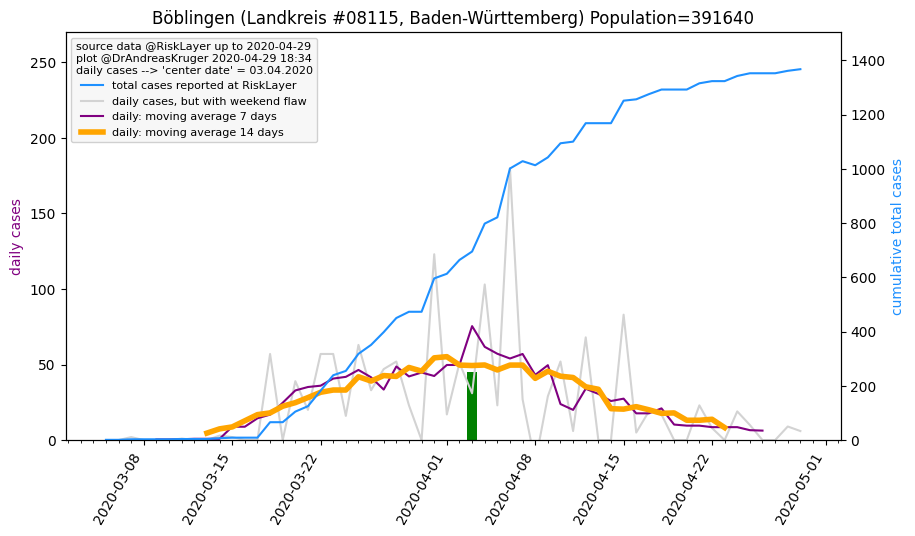 Böblingen (Landkreis #08115, Baden-Württemberg) Population=391640
source data @RiskLayer up to 2020-04-29
plot @DrAndreasKruger 2020-04-29 18:34
daily cases --> 'center date' = 03.04.2020
total cases reported at RiskLayer
daily cases, but with weekend flaw
daily: moving average 7 days
daily: moving average 14 days
daily cases
250
200
150
100
50
0
cumulative total cases
1400
1200
1000
800
600
400
200
0
2020-03-08
2020-03-15
2020-03-22
2020-04-01
2020-04-08
2020-04-15
2020-04-22
2020-05-01